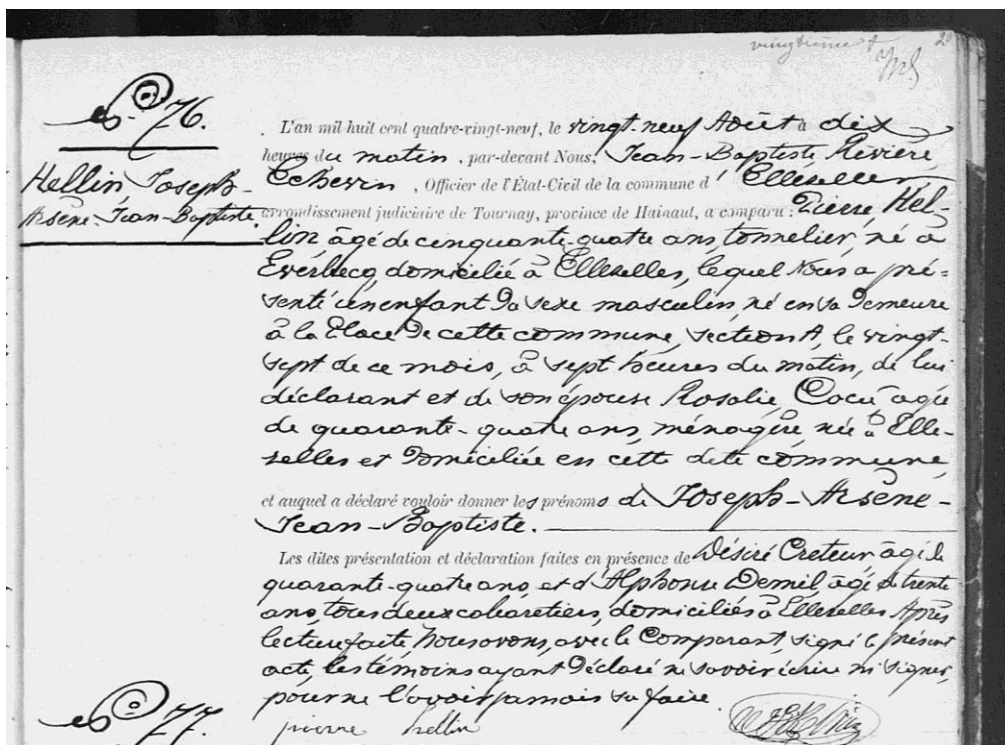 vingtième f 20
N° 76.
Hellin Joseph-
Arsène-Jean-Baptiste.
L'an mil huit cent quatre-vingt-neuf, le vingt-neuf Août à dix
heures du matin, par-devant Nous, Jean-Baptiste Rivière,
Echevin, Officier de l'État-Civil de la commune d'Ellezelles
arrondissement judiciaire de Tournay, province de Hainaut, a comparu : Pierre Hel-
lin âgé de cinquante-quatre ans, tonnelier, né à
Everbecq, domicilié à Ellezelles, lequel Nous a pré-
senté un enfant du sexe masculin, né en sa demeure
à la Place de cette commune, section A, le vingt-
sept de ce mois, à sept heures du matin, de lui
déclarant et de son épouse Rosalie Cocu âgée
de quarante-quatre ans, ménagère, née à Elle-
zelles et domiciliée en cette dite commune,
et auquel a déclaré vouloir donner les prénoms de Joseph-Arsène-
Jean-Baptiste.
Les dites présentation et déclaration faites en présence de Désiré Creteur âgé de
quarante-quatre ans, et d'Alphonse Demil, âgé de trente
ans, tous deux cabaretiers, domiciliés à Ellezelles. Après
lecture faite, Nous avons, avec le Comparant, signé le présent
acte, les témoins ayant déclaré ne savoir écrire ni signer,
pour ne l'avoir jamais su faire.
pierre hellin
N° 77.